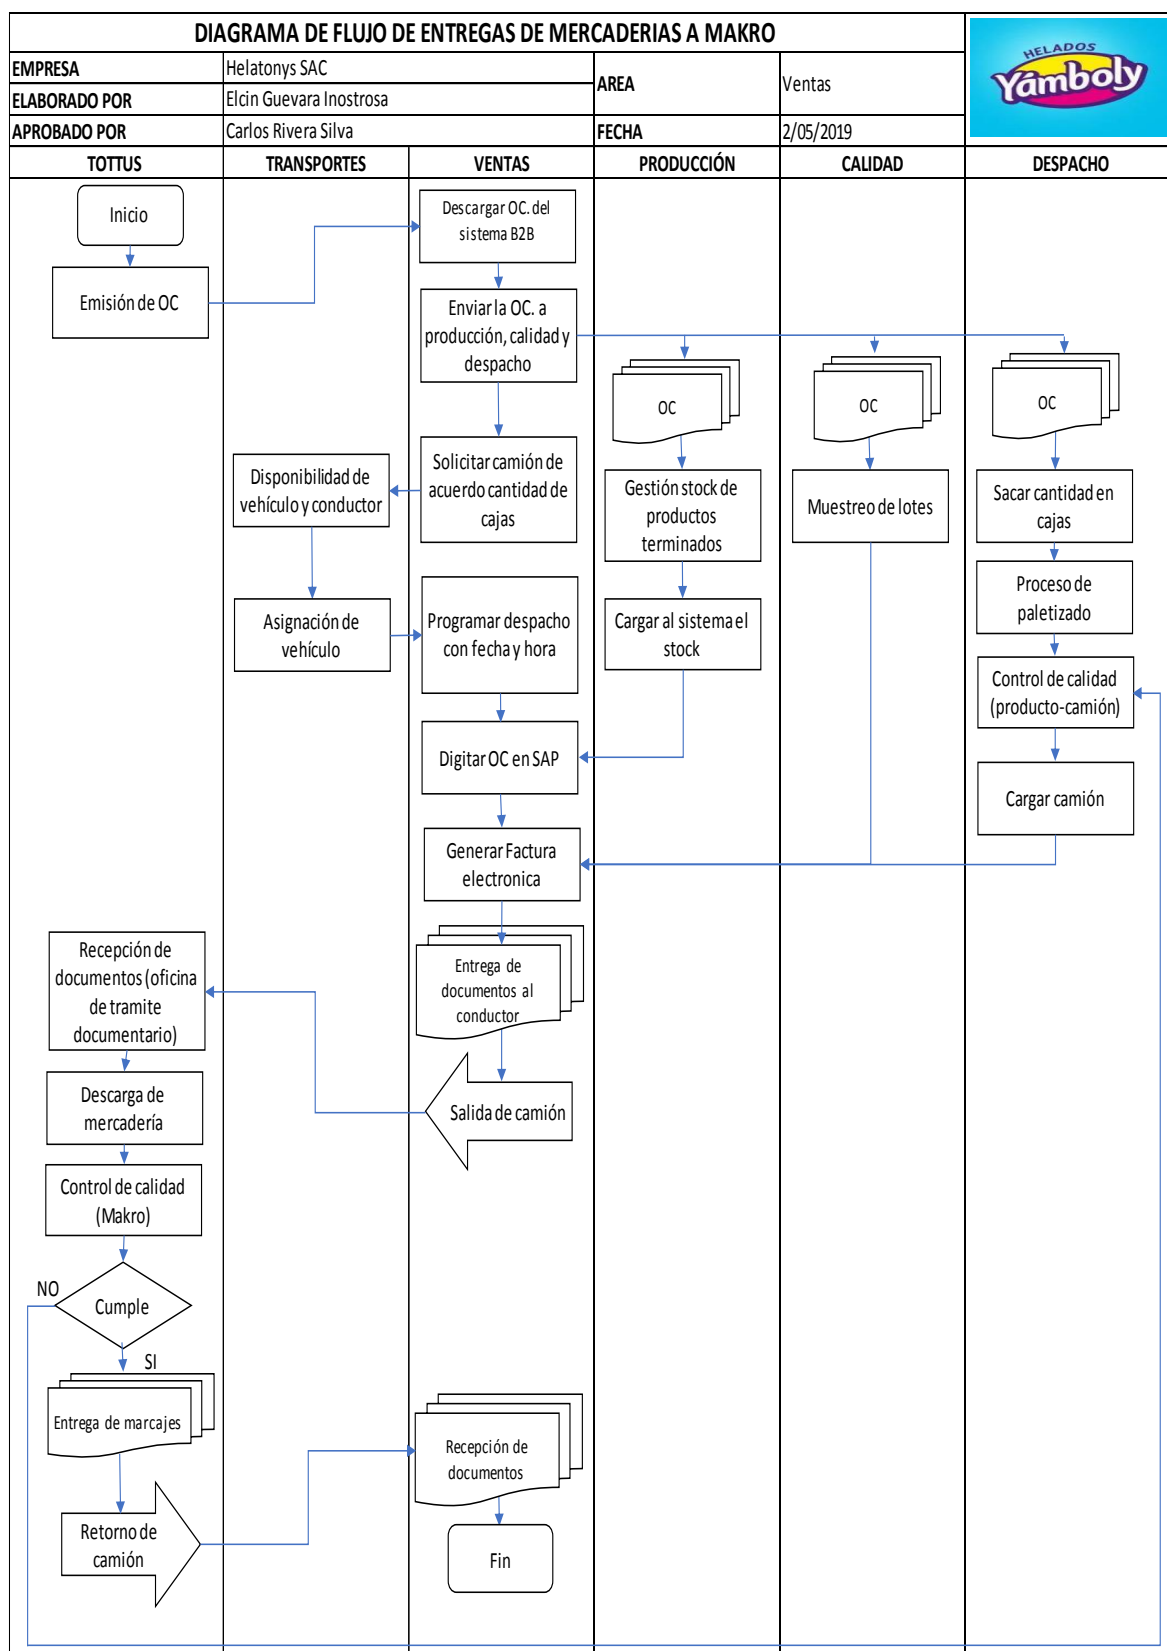 DIAGRAMA DE FLUJO DE ENTREGAS DE MERCADERIAS A MAKRO
HELADOS
Yámboly
EMPRESA
Helatonys SAC
AREA
Ventas
ELABORADO POR
Elcin Guevara Inostrosa
APROBADO POR
Carlos Rivera Silva
FECHA
2/05/2019
TOTTUS
TRANSPORTES
VENTAS
PRODUCCIÓN
CALIDAD
DESPACHO
Inicio
Descargar OC. del
sistema B2B
Emisión de OC
Enviar la OC. a
producción, calidad y
despacho
OC
OC
OC
Disponibilidad de
vehículo y conductor
Solicitar camión de
acuerdo cantidad de
cajas
Gestión stock de
productos
terminados
Muestreo de lotes
Sacar cantidad en
cajas
Proceso de
paletizado
Asignación de
vehículo
Programar despacho
con fecha y hora
Cargar al sistema el
stock
Control de calidad
(producto-camión)
Digitar OC en SAP
Cargar camión
Generar Factura
electronica
Recepción de
documentos (oficina
de tramite
documentario)
Entrega de
documentos al
conductor
Descarga de
mercadería
Salida de camión
Control de calidad
(Makro)
NO
Cumple
SI
Entrega de marcajes
Recepción de
documentos
Retorno de
camión
Fin